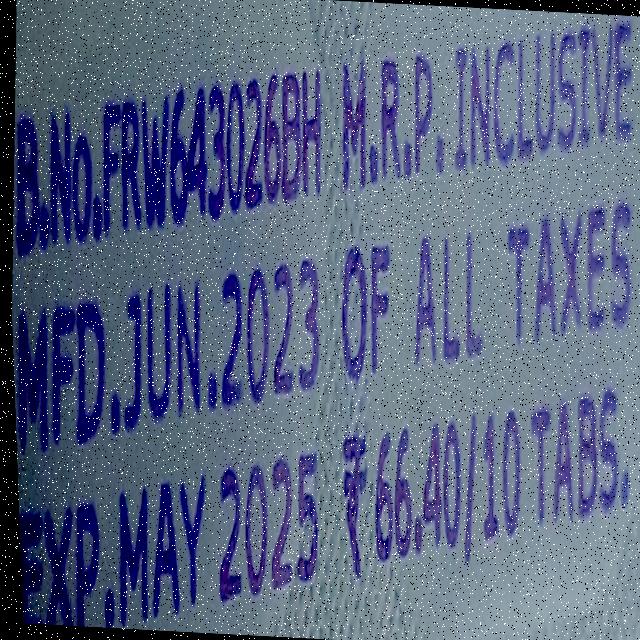 B.No.FRW643026BH M.R.P. INCLUSIVE
MFD.JUN.2023 OF ALL TAXES
EXP.MAY 2025 ₹66.40/10 TABS.